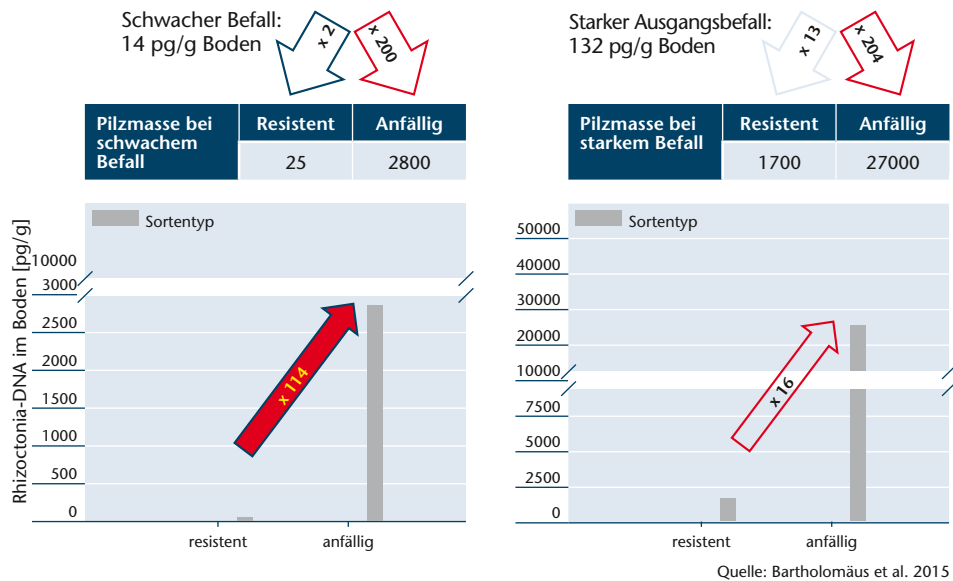 Schwacher Befall:
14 pg/g Boden
x 2
x 200
Pilzmasse bei
schwachem
Befall
Resistent
Anfällig
25
2800
Rhizoctonia-DNA im Boden [pg/g]
Sortentyp
10000
3000
2500
2000
1500
1000
500
0
x 114
resistent
anfällig
Starker Ausgangsbefall:
132 pg/g Boden
x 13
x 204
Pilzmasse bei
starkem Befall
Resistent
Anfällig
1700
27000
Sortentyp
50000
40000
30000
20000
10000
7500
5000
2500
0
x 16
resistent
anfällig
Quelle: Bartholomäus et al. 2015